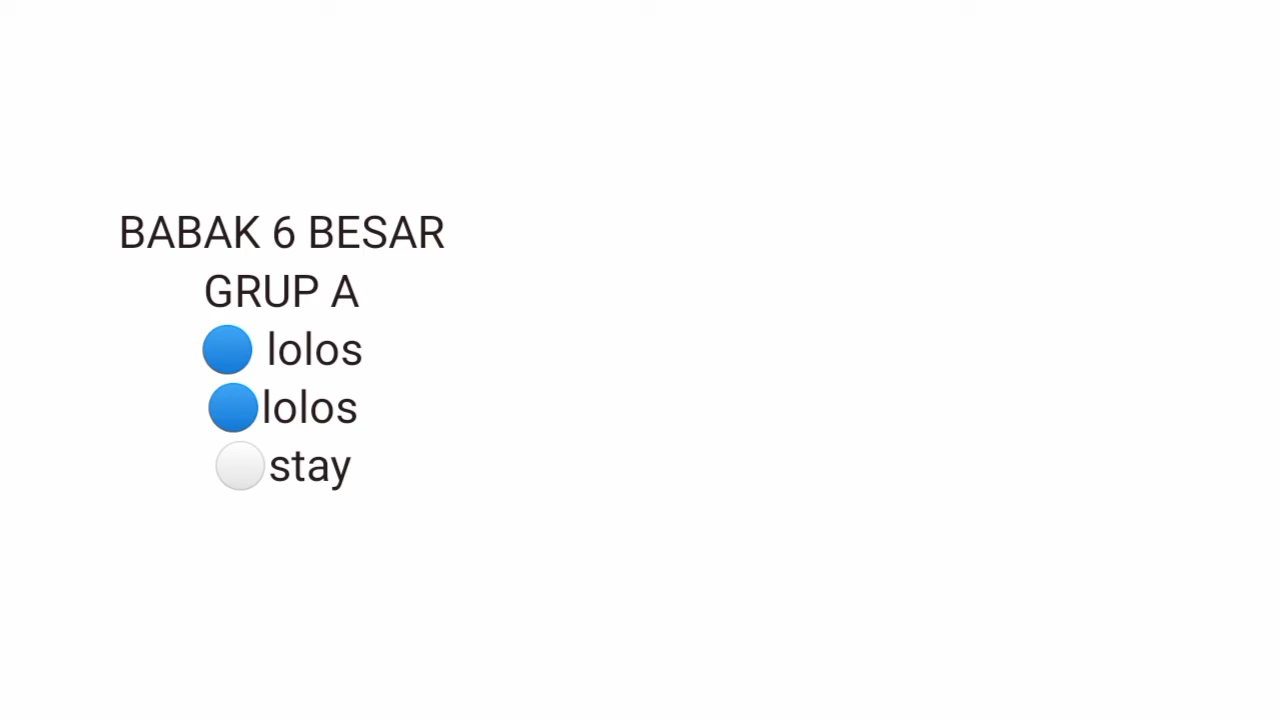 BABAK 6 BESAR
GRUP A
🔵 lolos
🔵lolos
⚪stay